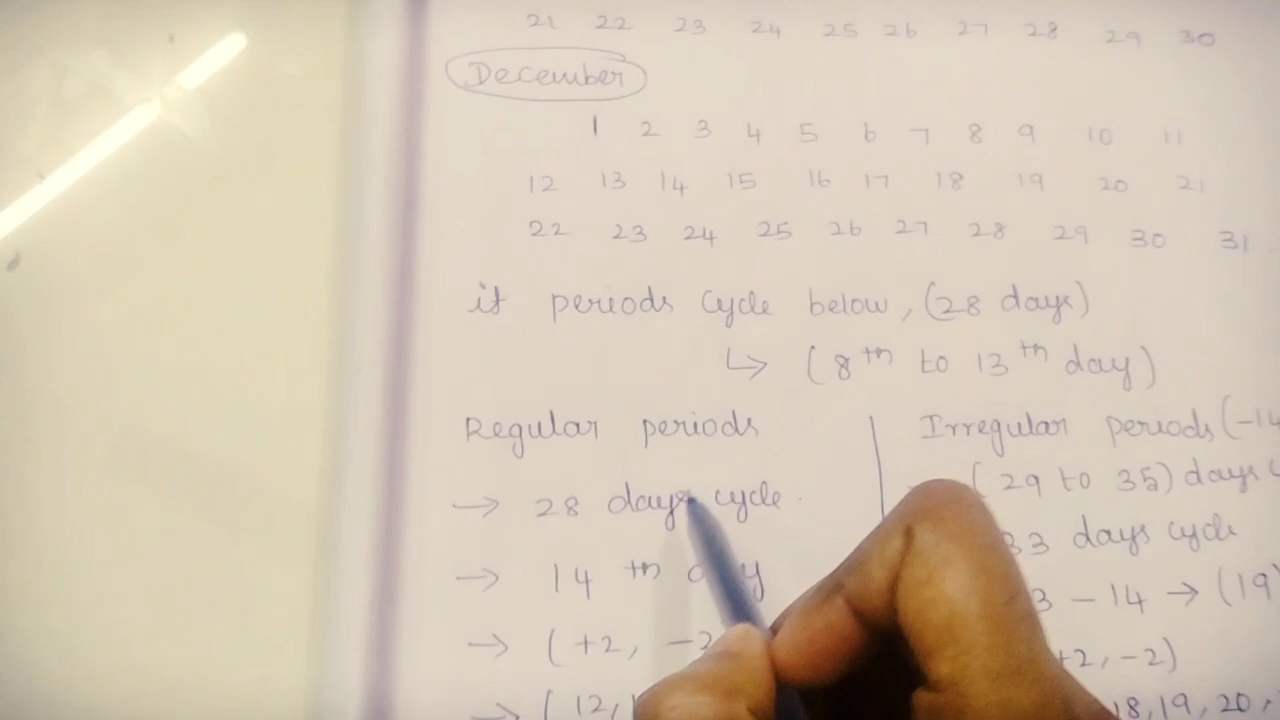 21 22 23 24 25 26 27 28 29 30
December
1 2 3 4 5 6 7 8 9 10 11
12 13 14 15 16 17 18 19 20 21
22 23 24 25 26 27 28 29 30 31
if periods cycle below, (28 days)
↳ (8th to 13th day)
Regular periods
→ 28 days cycle.
→ 14th
→ (+2, -2
→ (12,
Irregular periods (-14
(29 to 35) days
33 days cycle
3 - 14 → (19)
+2, -2)
18, 19, 20,